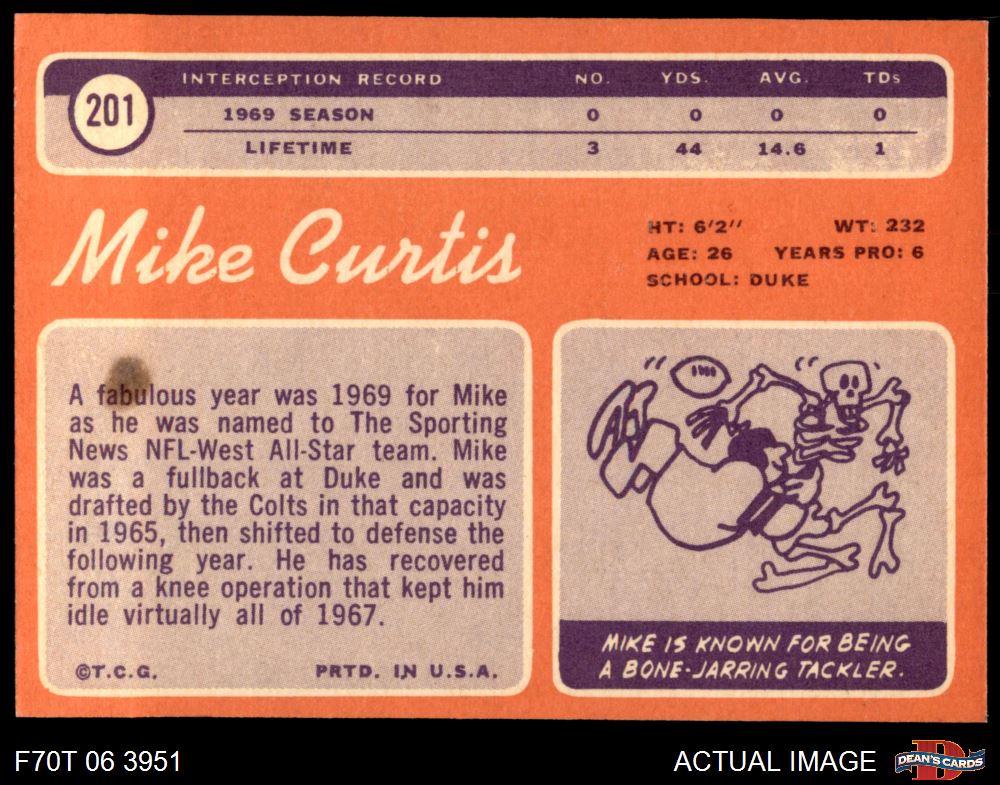 201
INTERCEPTION RECORD NO. YDS. AVG. TDs
1969 SEASON 0 0 0 0
LIFETIME 3 44 14.6 1
Mike Curtis
HT: 6'2" WT: 232
AGE: 26 YEARS PRO: 6
SCHOOL: DUKE
A fabulous year was 1969 for Mike
as he was named to The Sporting
News NFL-West All-Star team. Mike
was a fullback at Duke and was
drafted by the Colts in that capacity
in 1965, then shifted to defense the
following year. He has recovered
from a knee operation that kept him
idle virtually all of 1967.
©T.C.G. PRTD. IN U.S.A.
MIKE IS KNOWN FOR BEING
A BONE-JARRING TACKLER.
F70T 06 3951
ACTUAL IMAGE
D
DEAN'S CARDS